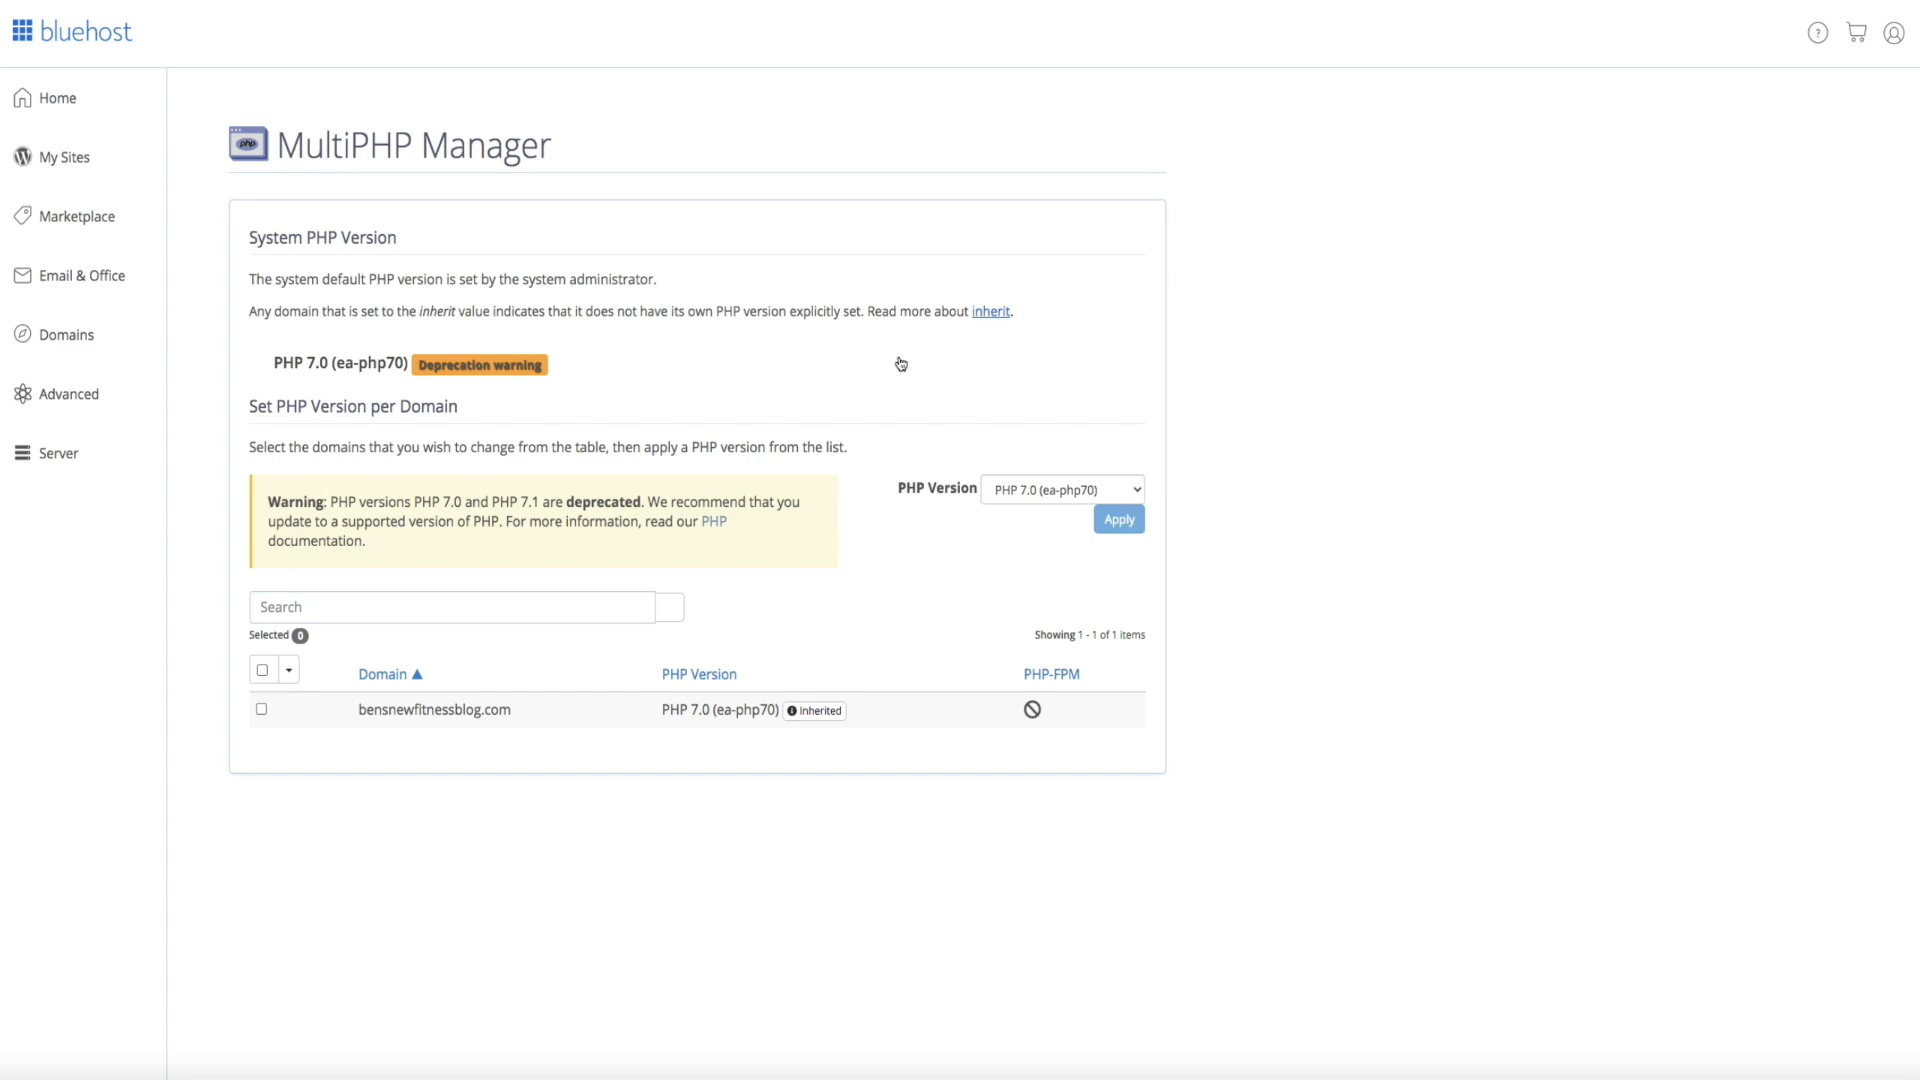 bluehost
?
Home
My Sites
Marketplace
Email & Office
Domains
Advanced
Server
php MultiPHP Manager
System PHP Version
The system default PHP version is set by the system administrator.
Any domain that is set to the inherit value indicates that it does not have its own PHP version explicitly set. Read more about inherit.
PHP 7.0 (ea-php70) Deprecation warning
Set PHP Version per Domain
Select the domains that you wish to change from the table, then apply a PHP version from the list.
Warning: PHP versions PHP 7.0 and PHP 7.1 are deprecated. We recommend that you
update to a supported version of PHP. For more information, read our PHP
documentation.
PHP Version PHP 7.0 (ea-php70)
Apply
Search
Selected 0
Showing 1 - 1 of 1 items
Domain ▲ PHP Version PHP-FPM
bensnewfitnessblog.com PHP 7.0 (ea-php70) Inherited